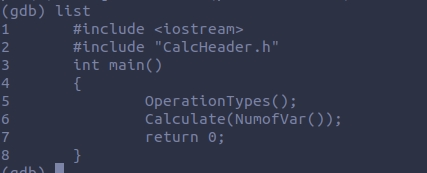 (gdb) list
1 #include <iostream>
2 #include "CalcHeader.h"
3 int main()
4 {
5 OperationTypes();
6 Calculate(NumofVar());
7 return 0;
8 }
(gdb)